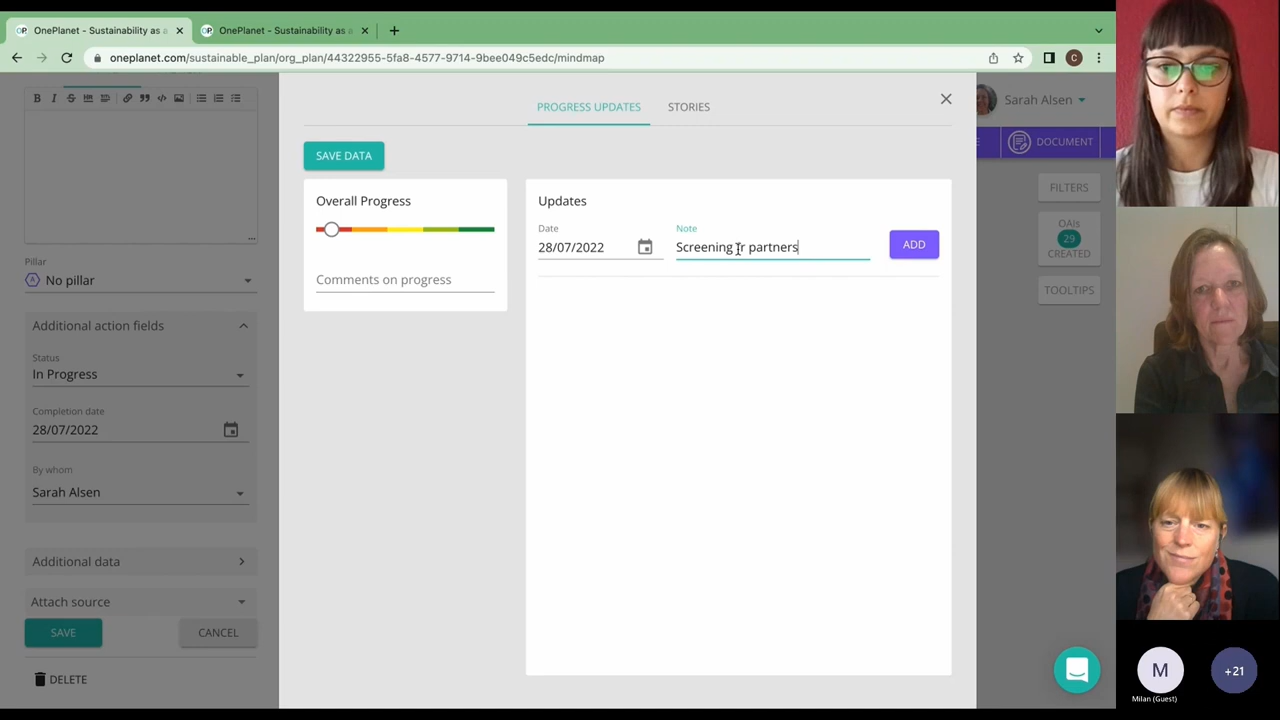 OnePlanet - Sustainability as a
OnePlanet - Sustainability as
oneplanet.com/sustainable_plan/org_plan/44322955-5fa8-4577-9714-9bee049c5edc/mindmap
C
PROGRESS UPDATES
STORIES
Sarah Alsen
DOCUMENT
SAVE DATA
Overall Progress
Comments on progress
Updates
Date
28/07/2022
Note
Screening fr partners
ADD
FILTERS
OAIs
29
CREATED
TOOLTIPS
Pillar
No pillar
Additional action fields
Status
In Progress
Completion date
28/07/2022
By whom
Sarah Alsen
Additional data
Attach source
SAVE
CANCEL
DELETE
M
+21
Milan (Guest)